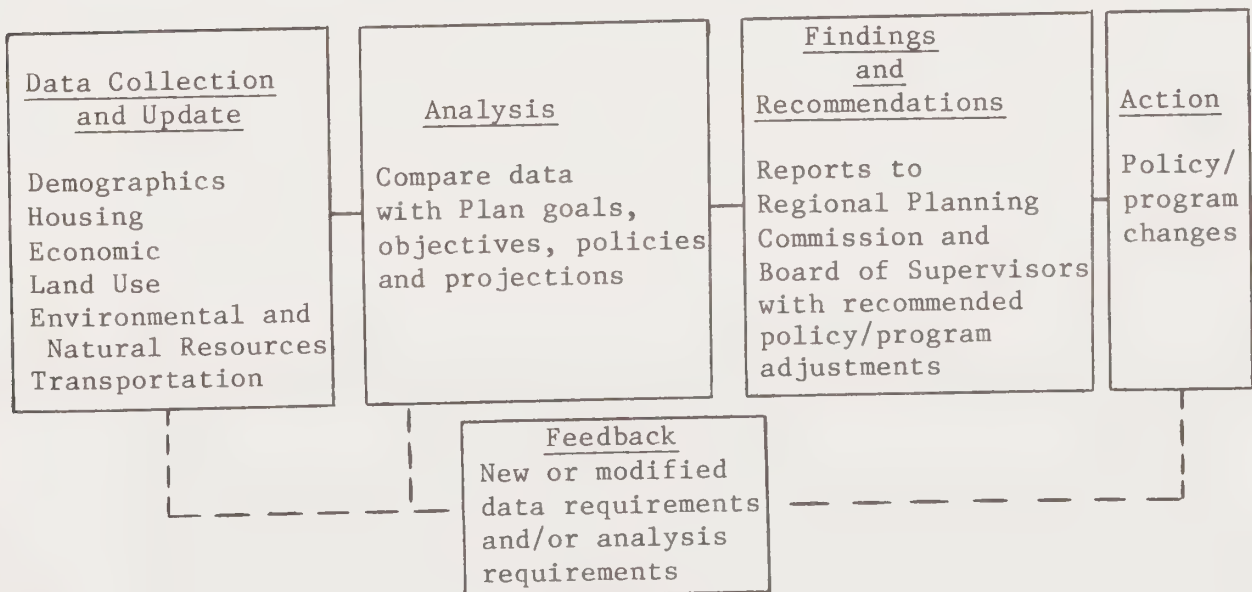 Data Collection
and Update
Demographics
Housing
Economic
Land Use
Environmental and
Natural Resources
Transportation
Analysis
Compare data
with Plan goals,
objectives, policies
and projections
Findings
and
Recommendations
Reports to
Regional Planning
Commission and
Board of Supervisors
with recommended
policy/program
adjustments
Action
Policy/
program
changes
Feedback
New or modified
data requirements
and/or analysis
requirements